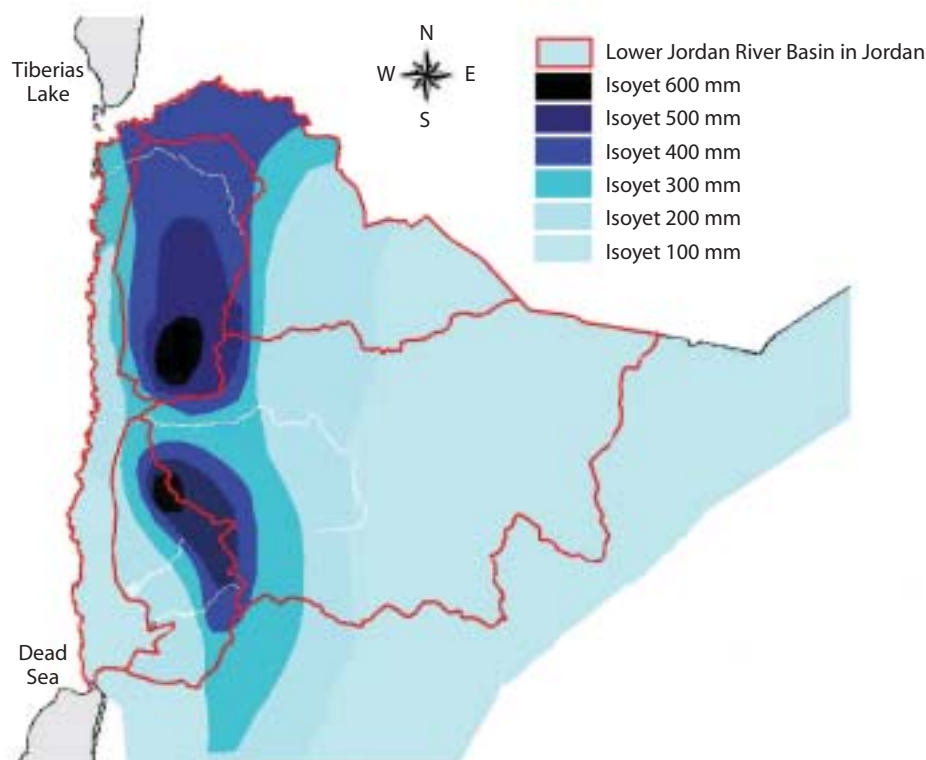 Tiberias
Lake
N
W E
S
Lower Jordan River Basin in Jordan
Isoyet 600 mm
Isoyet 500 mm
Isoyet 400 mm
Isoyet 300 mm
Isoyet 200 mm
Isoyet 100 mm
Dead
Sea